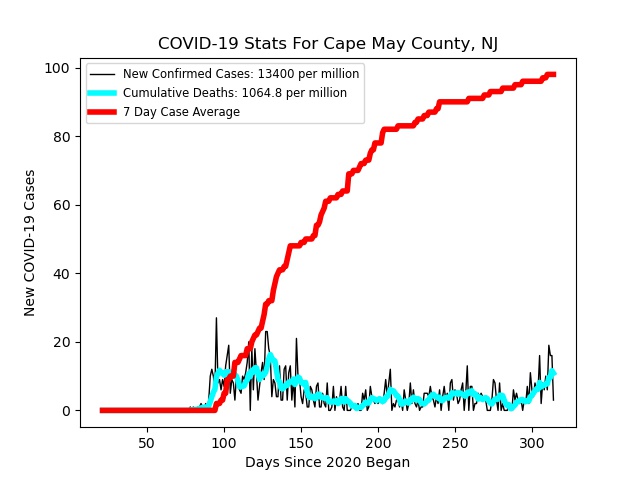 COVID-19 Stats For Cape May County, NJ
New Confirmed Cases: 13400 per million
Cumulative Deaths: 1064.8 per million
7 Day Case Average
New COVID-19 Cases
100
80
60
40
20
0
50 100 150 200 250 300
Days Since 2020 Began